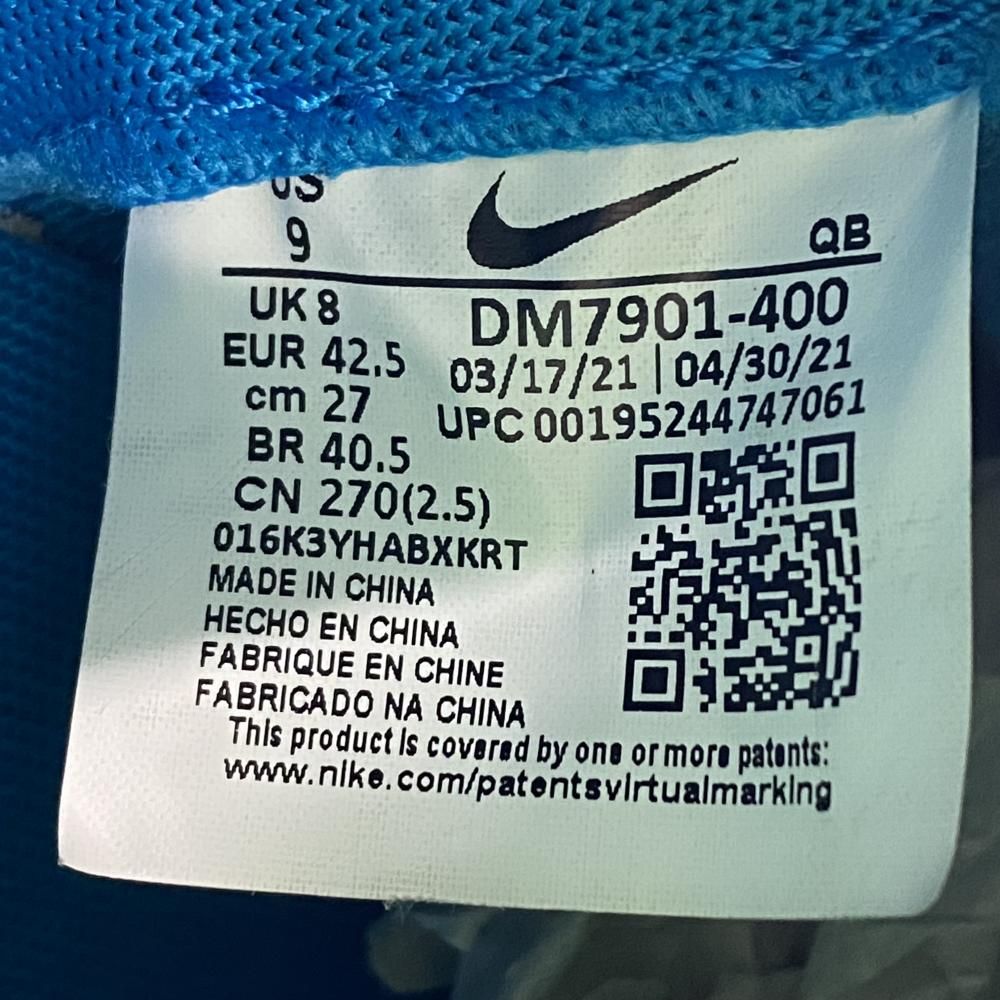 US
9
QB
UK 8
EUR 42.5
cm 27
BR 40.5
CN 270(2.5)
DM7901-400
03/17/21 | 04/30/21
UPC 00195244747061
016K3YHABXKRT
MADE IN CHINA
HECHO EN CHINA
FABRIQUE EN CHINE
FABRICADO NA CHINA
This product is covered by one or more patents:
www.nike.com/patentsvirtualmarking